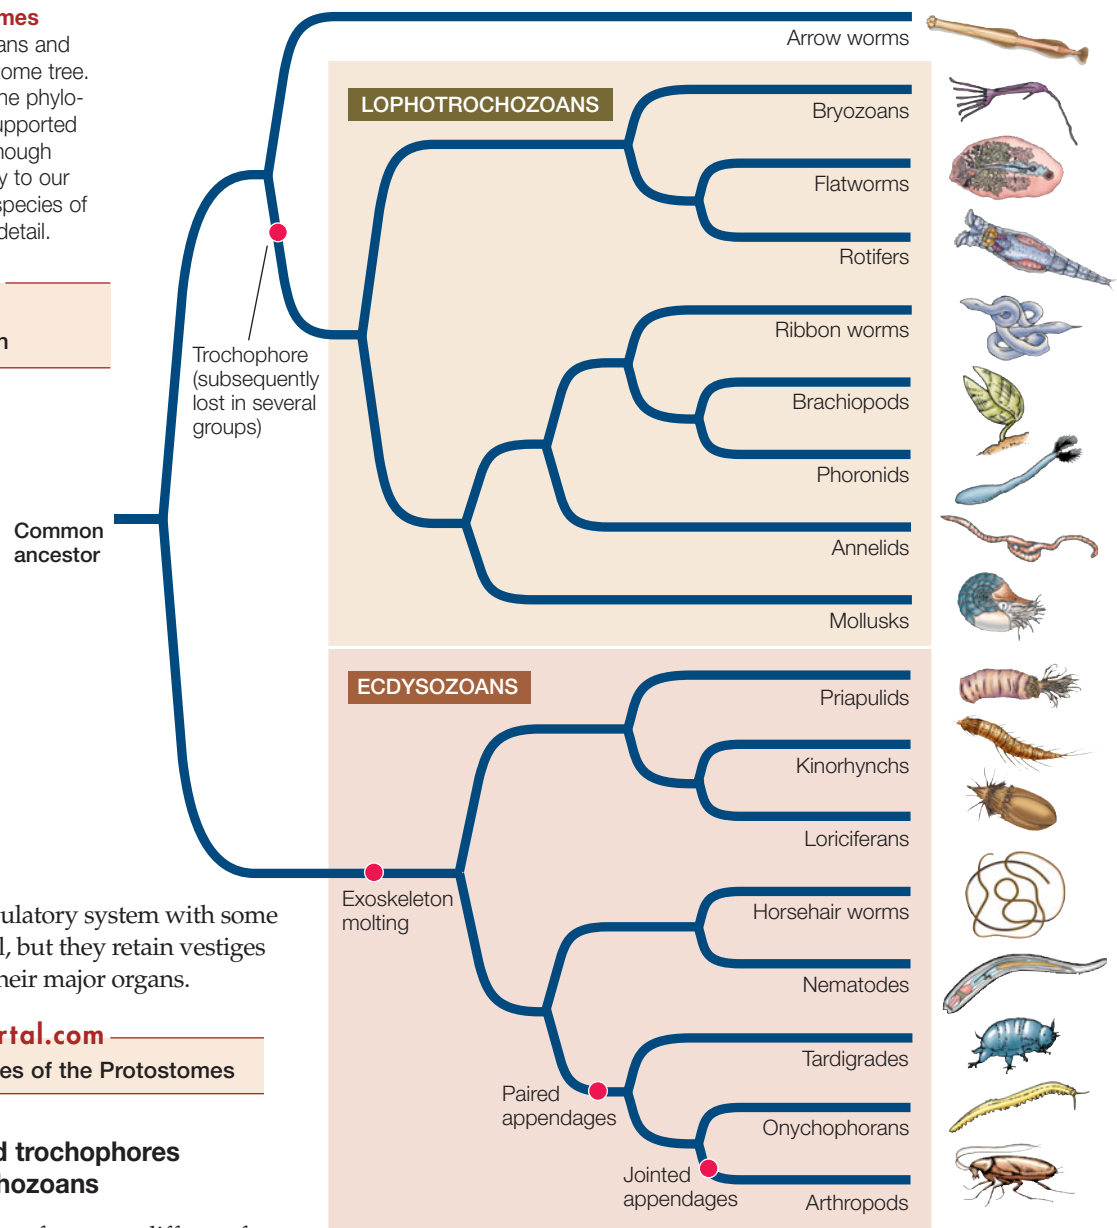 mes
ans and
ome tree.
he phylo-
upported
hough
y to our
species of
detail.
n
Common
ancestor
Trochophore
(subsequently
lost in several
groups)
Arrow worms
LOPHOTROCHOZOANS
Bryozoans
Flatworms
Rotifers
Ribbon worms
Brachiopods
Phoronids
Annelids
Mollusks
ECDYSOZOANS
Priapulids
Kinorhynchs
Loriciferans
Exoskeleton
molting
Horsehair worms
Nematodes
Tardigrades
Paired
appendages
Onychophorans
Jointed
appendages
Arthropods
ulatory system with some
l, but they retain vestiges
heir major organs.
rtal.com
es of the Protostomes
d trochophores
hozoans